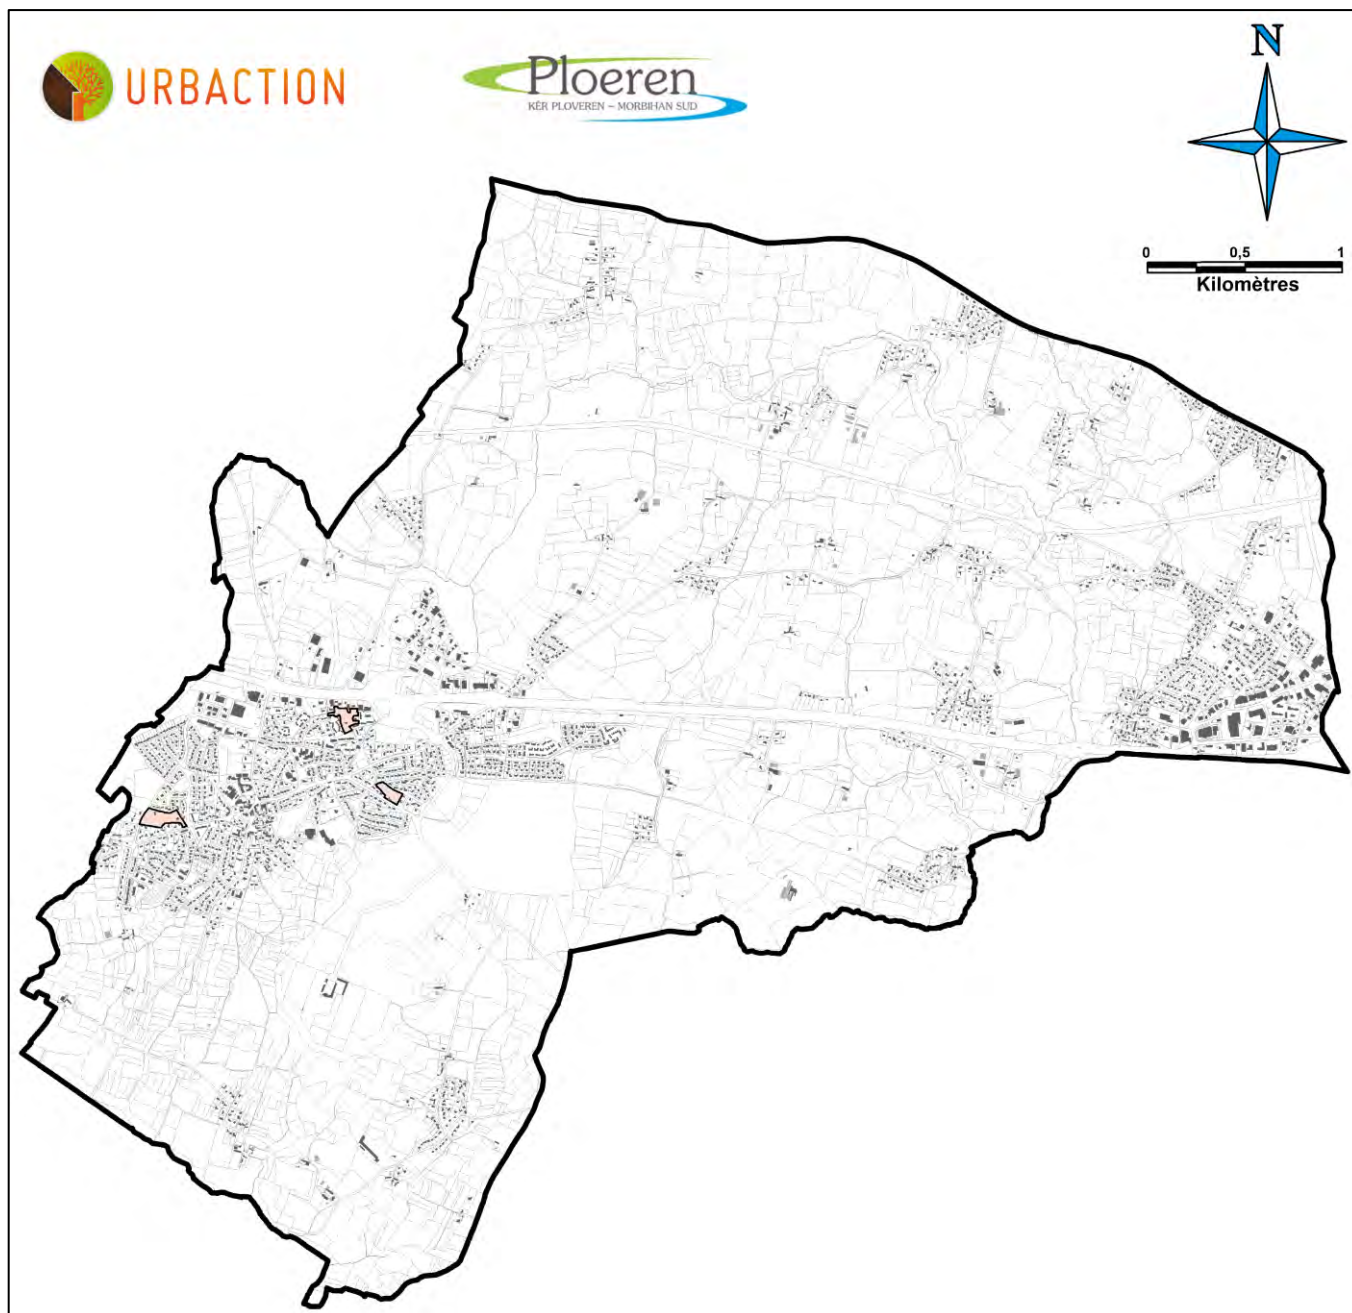 URBACTION
Ploeren
KÊR PLOVEREN – MORBIHAN SUD
N
0 0,5 1
Kilomètres